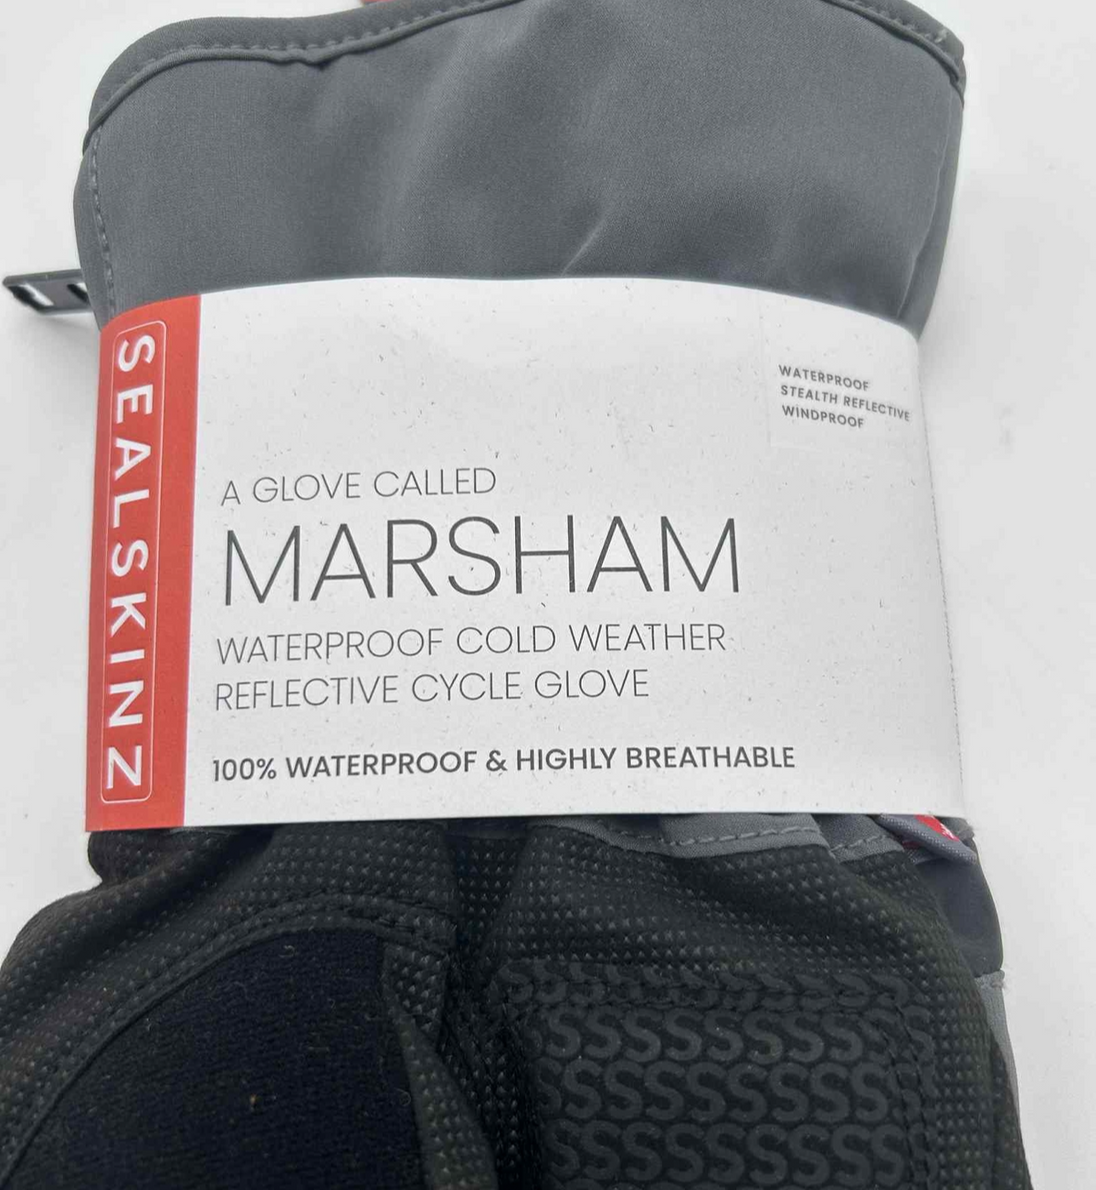 SEALSKINZ
WATERPROOF
STEALTH REFLECTIVE
WINDPROOF
A GLOVE CALLED
MARSHAM
WATERPROOF COLD WEATHER
REFLECTIVE CYCLE GLOVE
100% WATERPROOF & HIGHLY BREATHABLE